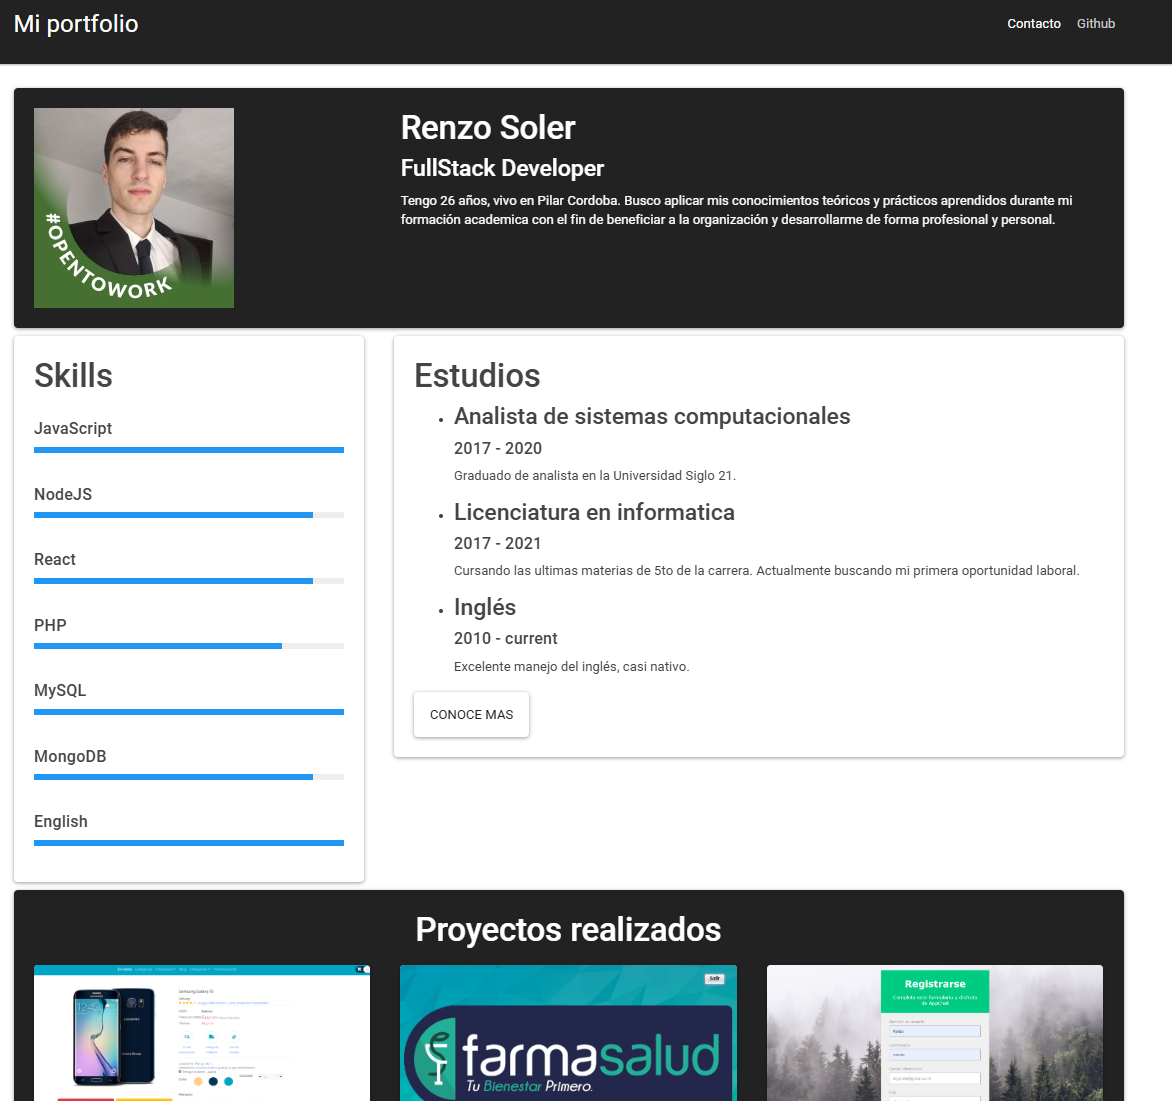 Mi portfolio
Contacto Github
Renzo Soler
FullStack Developer
Tengo 26 años, vivo en Pilar Cordoba. Busco aplicar mis conocimientos teóricos y prácticos aprendidos durante mi
formación academica con el fin de beneficiar a la organización y desarrollarme de forma profesional y personal.
#OPENTOWORK
Skills
JavaScript
NodeJS
React
PHP
MySQL
MongoDB
English
Estudios
Analista de sistemas computacionales
2017 - 2020
Graduado de analista en la Universidad Siglo 21.
Licenciatura en informatica
2017 - 2021
Cursando las ultimas materias de 5to de la carrera. Actualmente buscando mi primera oportunidad laboral.
Inglés
2010 - current
Excelente manejo del inglés, casi nativo.
CONOCE MAS
Proyectos realizados
Samsung Galaxy
Salir
farmasalud
Tu Bienestar Primero.
Registrarse
Completa este formulario y disfruta
de AppChat